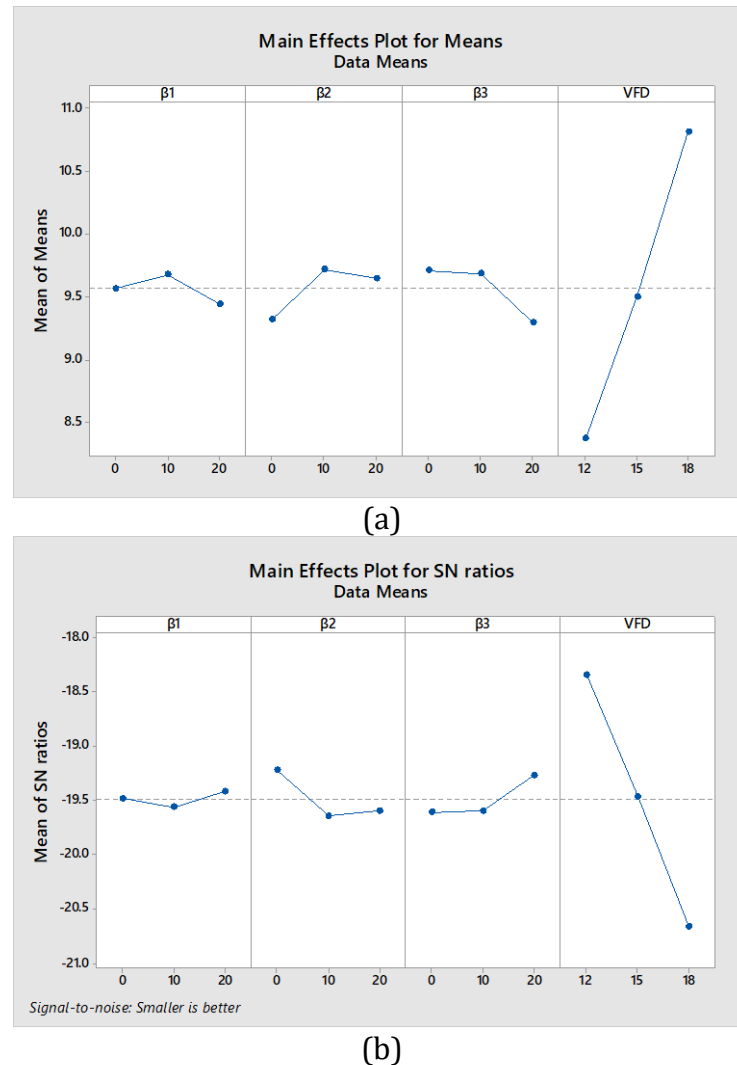 Main Effects Plot for Means
Data Means
β1 β2 β3 VFD
Mean of Means
11.0
10.5
10.0
9.5
9.0
8.5
0 10 20 0 10 20 0 10 20 12 15 18
(a)
Main Effects Plot for SN ratios
Data Means
β1 β2 β3 VFD
Mean of SN ratios
-18.0
-18.5
-19.0
-19.5
-20.0
-20.5
-21.0
0 10 20 0 10 20 0 10 20 12 15 18
Signal-to-noise: Smaller is better
(b)